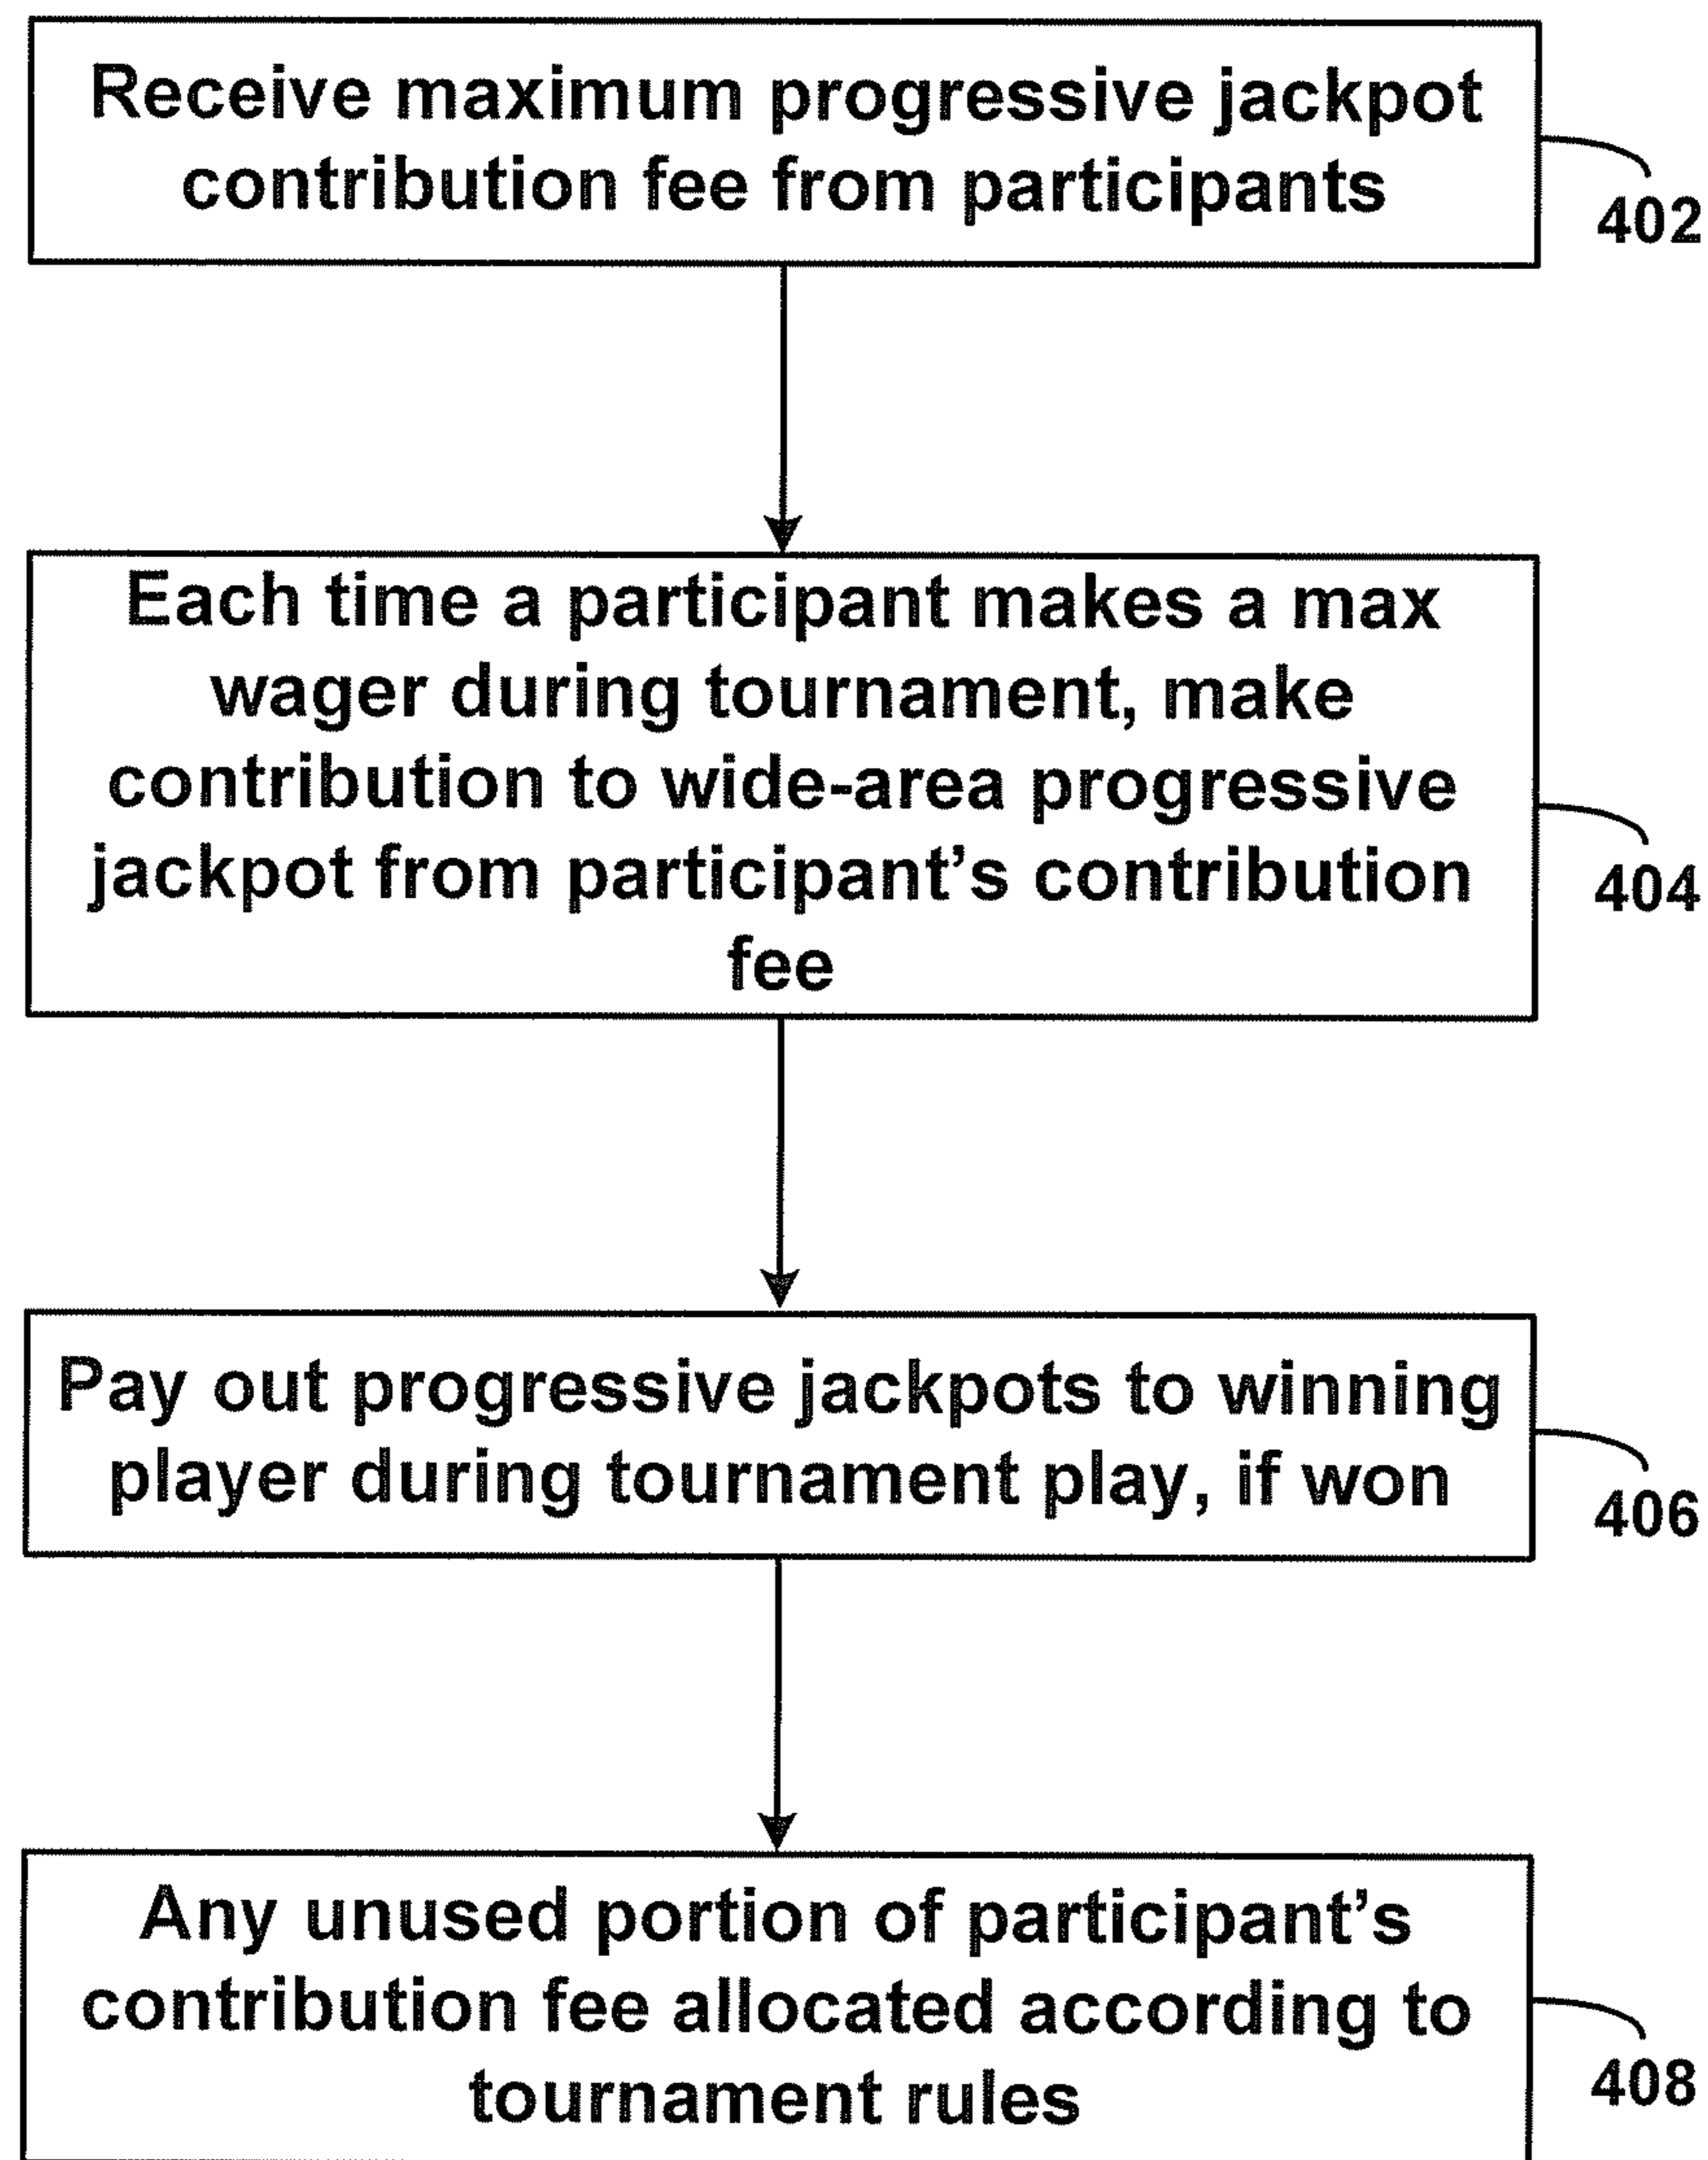 Receive maximum progressive jackpot
contribution fee from participants
402
Each time a participant makes a max
wager during tournament, make
contribution to wide-area progressive
jackpot from participant’s contribution
fee
404
Pay out progressive jackpots to winning
player during tournament play, if won
406
Any unused portion of participant’s
contribution fee allocated according to
tournament rules
408